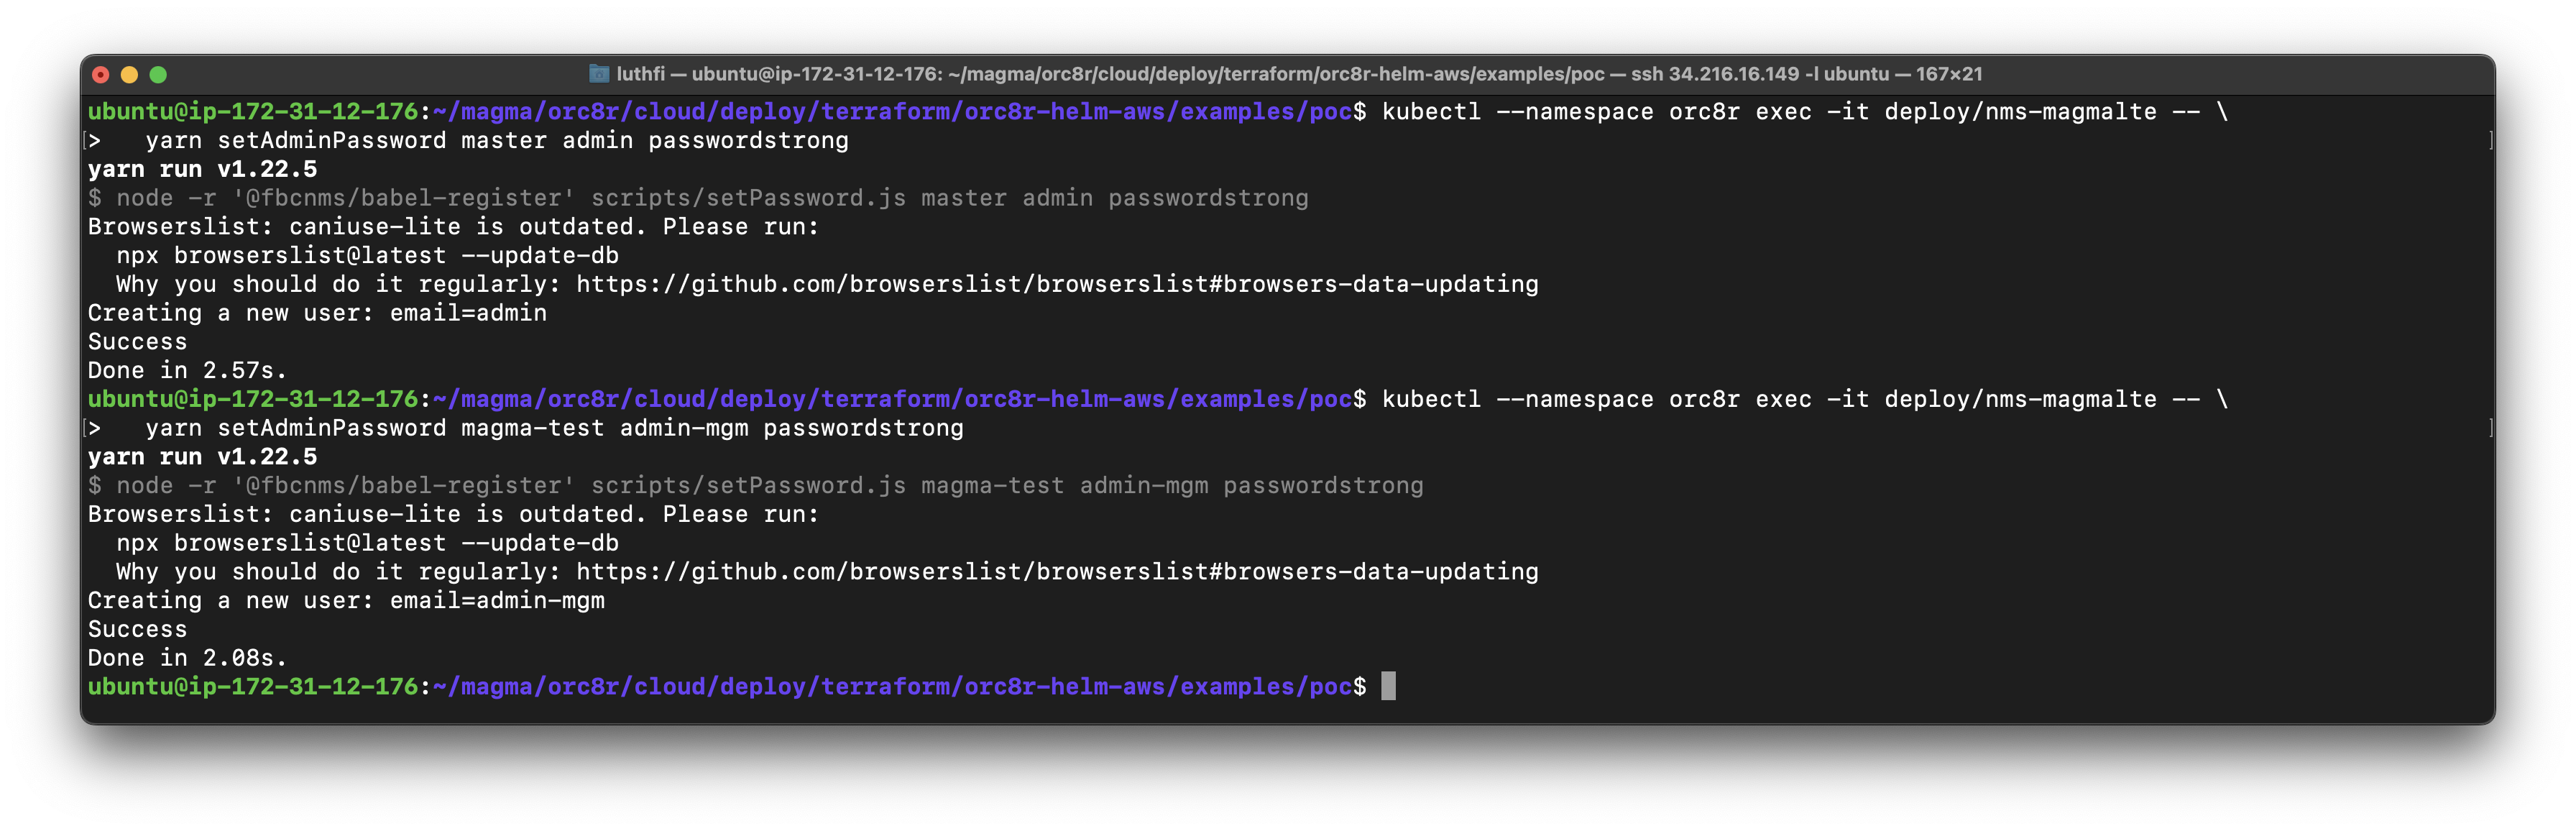 luthfi — ubuntu@ip-172-31-12-176: ~/magma/orc8r/cloud/deploy/terraform/orc8r-helm-aws/examples/poc — ssh 34.216.16.149 -l ubuntu — 167×21
ubuntu@ip-172-31-12-176:~/magma/orc8r/cloud/deploy/terraform/orc8r-helm-aws/examples/poc$ kubectl --namespace orc8r exec -it deploy/nms-magmalte -- \
[>   yarn setAdminPassword master admin passwordstrong ]
yarn run v1.22.5
$ node -r '@fbcnms/babel-register' scripts/setPassword.js master admin passwordstrong
Browserslist: caniuse-lite is outdated. Please run:
  npx browserslist@latest --update-db
  Why you should do it regularly: https://github.com/browserslist/browserslist#browsers-data-updating
Creating a new user: email=admin
Success
Done in 2.57s.
ubuntu@ip-172-31-12-176:~/magma/orc8r/cloud/deploy/terraform/orc8r-helm-aws/examples/poc$ kubectl --namespace orc8r exec -it deploy/nms-magmalte -- \
[>   yarn setAdminPassword magma-test admin-mgm passwordstrong ]
yarn run v1.22.5
$ node -r '@fbcnms/babel-register' scripts/setPassword.js magma-test admin-mgm passwordstrong
Browserslist: caniuse-lite is outdated. Please run:
  npx browserslist@latest --update-db
  Why you should do it regularly: https://github.com/browserslist/browserslist#browsers-data-updating
Creating a new user: email=admin-mgm
Success
Done in 2.08s.
ubuntu@ip-172-31-12-176:~/magma/orc8r/cloud/deploy/terraform/orc8r-helm-aws/examples/poc$